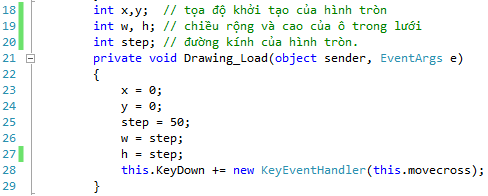 18 int x,y; // tọa độ khởi tạo của hình tròn
19 int w, h; // chiều rộng và cao của ô trong lưới
20 int step; // đường kính của hình tròn.
21 private void Drawing_Load(object sender, EventArgs e)
22 {
23 x = 0;
24 y = 0;
25 step = 50;
26 w = step;
27 h = step;
28 this.KeyDown += new KeyEventHandler(this.movecross);
29 }